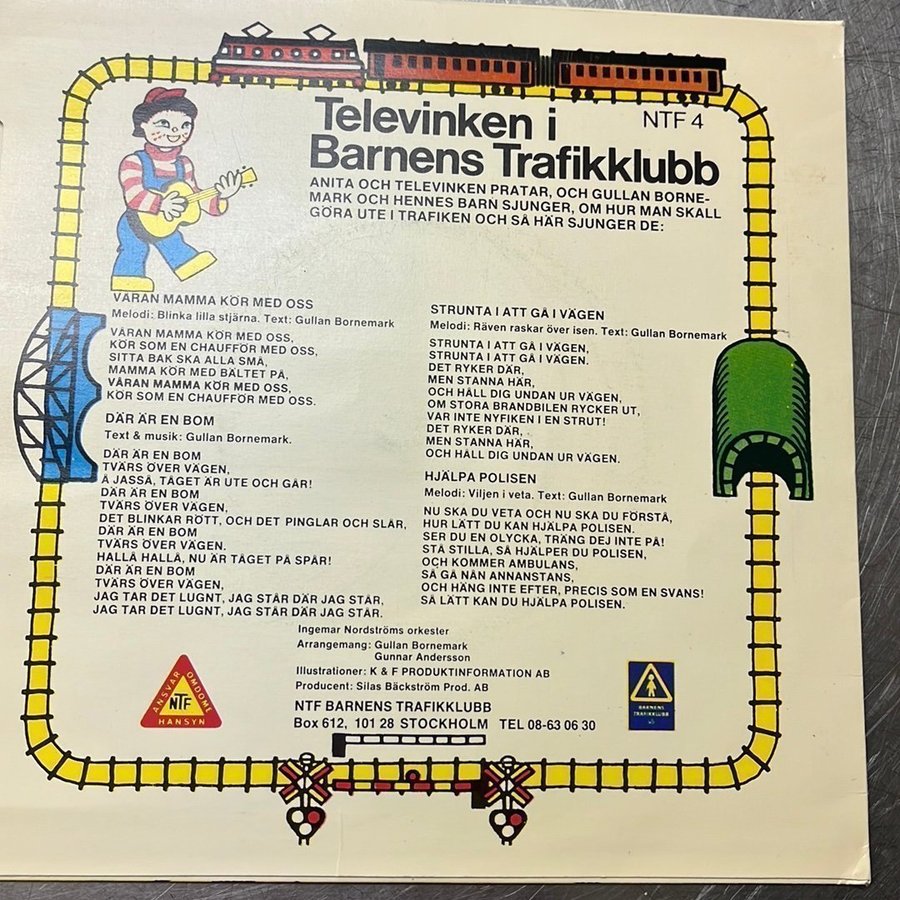 Televinken i
NTF 4
Barnens Trafikklubb
ANITA OCH TELEVINKEN PRATAR, OCH GULLAN BORNE-
MARK OCH HENNES BARN SJUNGER, OM HUR MAN SKALL
GÖRA UTE I TRAFIKEN OCH SÅ HÄR SJUNGER DE:
VÅRAN MAMMA KÖR MED OSS
Melodi: Blinka lilla stjärna. Text: Gullan Bornemark
VÅRAN MAMMA KÖR MED OSS,
KÖR SOM EN CHAUFFÖR MED OSS,
SITTA BAK SKA ALLA SMÅ,
MAMMA KÖR MED BÄLTET PÅ,
VÅRAN MAMMA KÖR MED OSS,
KÖR SOM EN CHAUFFÖR MED OSS.
DÄR ÄR EN BOM
Text & musik: Gullan Bornemark.
DÄR ÄR EN BOM
TVÄRS ÖVER VÄGEN,
Å JASSÅ, TÅGET ÄR UTE OCH GÅR!
DÄR ÄR EN BOM
TVÄRS ÖVER VÄGEN,
DET BLINKAR RÖTT, OCH DET PINGLAR OCH SLÅR,
DÄR ÄR EN BOM
TVÄRS ÖVER VÄGEN.
HALLÅ HALLÅ, NU ÄR TÅGET PÅ SPÅR!
DÄR ÄR EN BOM
TVÄRS ÖVER VÄGEN,
JAG TAR DET LUGNT, JAG STÅR DÄR JAG STÅR,
JAG TAR DET LUGNT, JAG STÅR DÄR JAG STÅR.
STRUNTA I ATT GÅ I VÄGEN
Melodi: Räven raskar över isen. Text: Gullan Bornemark
STRUNTA I ATT GÅ I VÄGEN,
STRUNTA I ATT GÅ I VÄGEN.
DET RYKER DÄR,
MEN STANNA HÄR,
OCH HÅLL DIG UNDAN UR VÄGEN,
OM STORA BRANDBILEN RYCKER UT,
VAR INTE NYFIKEN I EN STRUT!
DET RYKER DÄR,
MEN STANNA HÄR,
OCH HÅLL DIG UNDAN UR VÄGEN.
HJÄLPA POLISEN
Melodi: Viljen i veta. Text: Gullan Bornemark
NU SKA DU VETA OCH NU SKA DU FÖRSTÅ,
HUR LÄTT DU KAN HJÄLPA POLISEN.
SER DU EN OLYCKA, TRÄNG DEJ INTE PÅ!
STÅ STILLA, SÅ HJÄLPER DU POLISEN,
OCH KOMMER AMBULANS,
SÅ GÅ NÅN ANNANSTANS,
OCH HÄNG INTE EFTER, PRECIS SOM EN SVANS!
SÅ LÄTT KAN DU HJÄLPA POLISEN.
Ingemar Nordströms orkester
Arrangemang: Gullan Bornemark
Gunnar Andersson
Illustrationer: K & F PRODUKTINFORMATION AB
Producent: Silas Bäckström Prod. AB
NTF BARNENS TRAFIKKLUBB
Box 612, 101 28 STOCKHOLM TEL 08-63 06 30
ANSVAR
OMDÖME
NTF
HÄNSYN
BARNENS
TRAFIKKLUBB